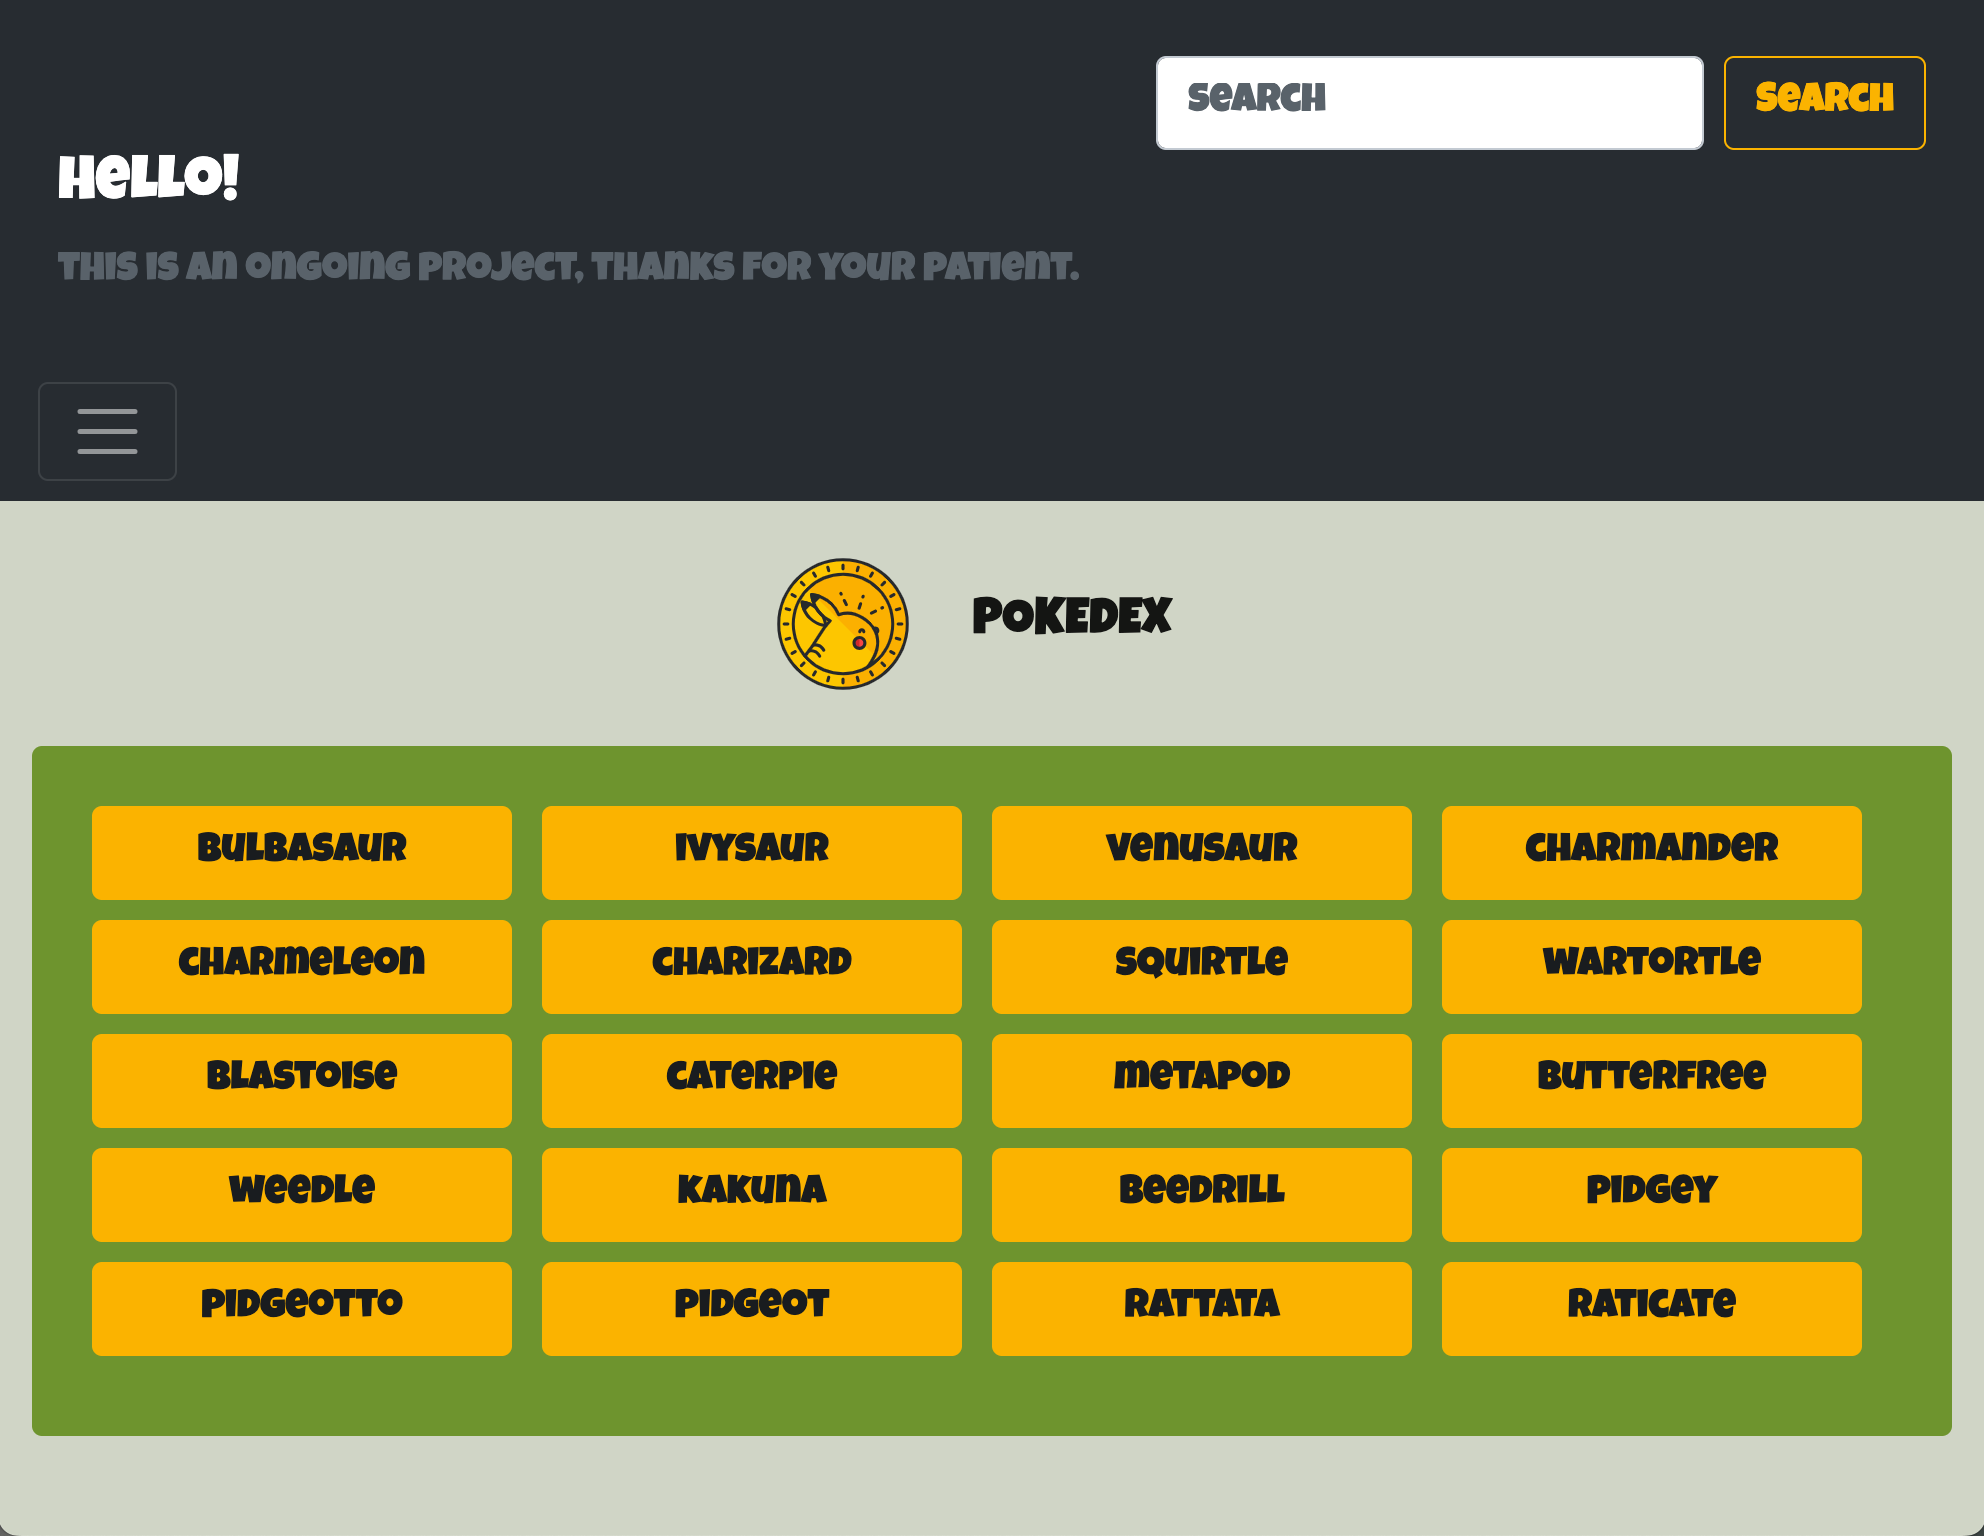 Search
Search
Hello!
This is an ongoing project, thanks for your patient.
POKEDEX
Bulbasaur
Ivysaur
Venusaur
Charmander
Charmeleon
Charizard
Squirtle
Wartortle
Blastoise
Caterpie
Metapod
Butterfree
Weedle
Kakuna
Beedrill
Pidgey
Pidgeotto
Pidgeot
Rattata
Raticate